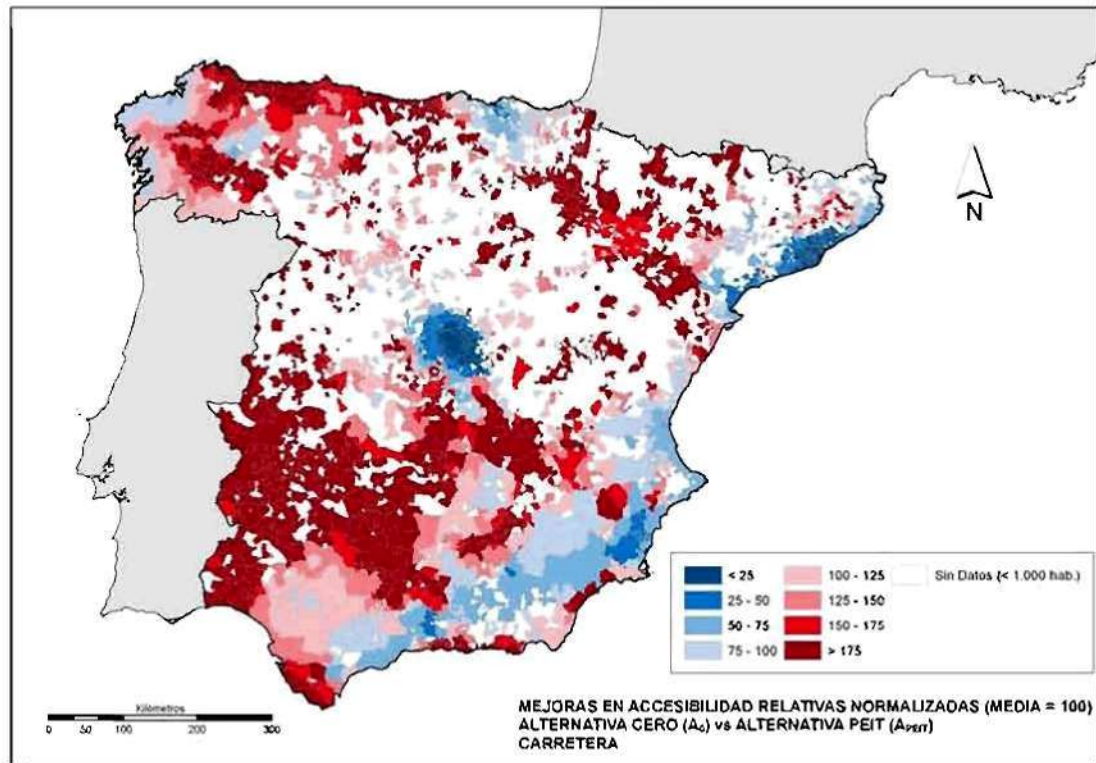 N
< 25
25 - 50
50 - 75
75 - 100
100 - 125
125 - 150
150 - 175
> 175
Sin Datos (< 1.000 hab.)
Kilómetros
0 50 100 200 300
MEJORAS EN ACCESIBILIDAD RELATIVAS NORMALIZADAS (MEDIA = 100)
ALTERNATIVA CERO (A₀) vs ALTERNATIVA PEIT (APEIT)
CARRETERA